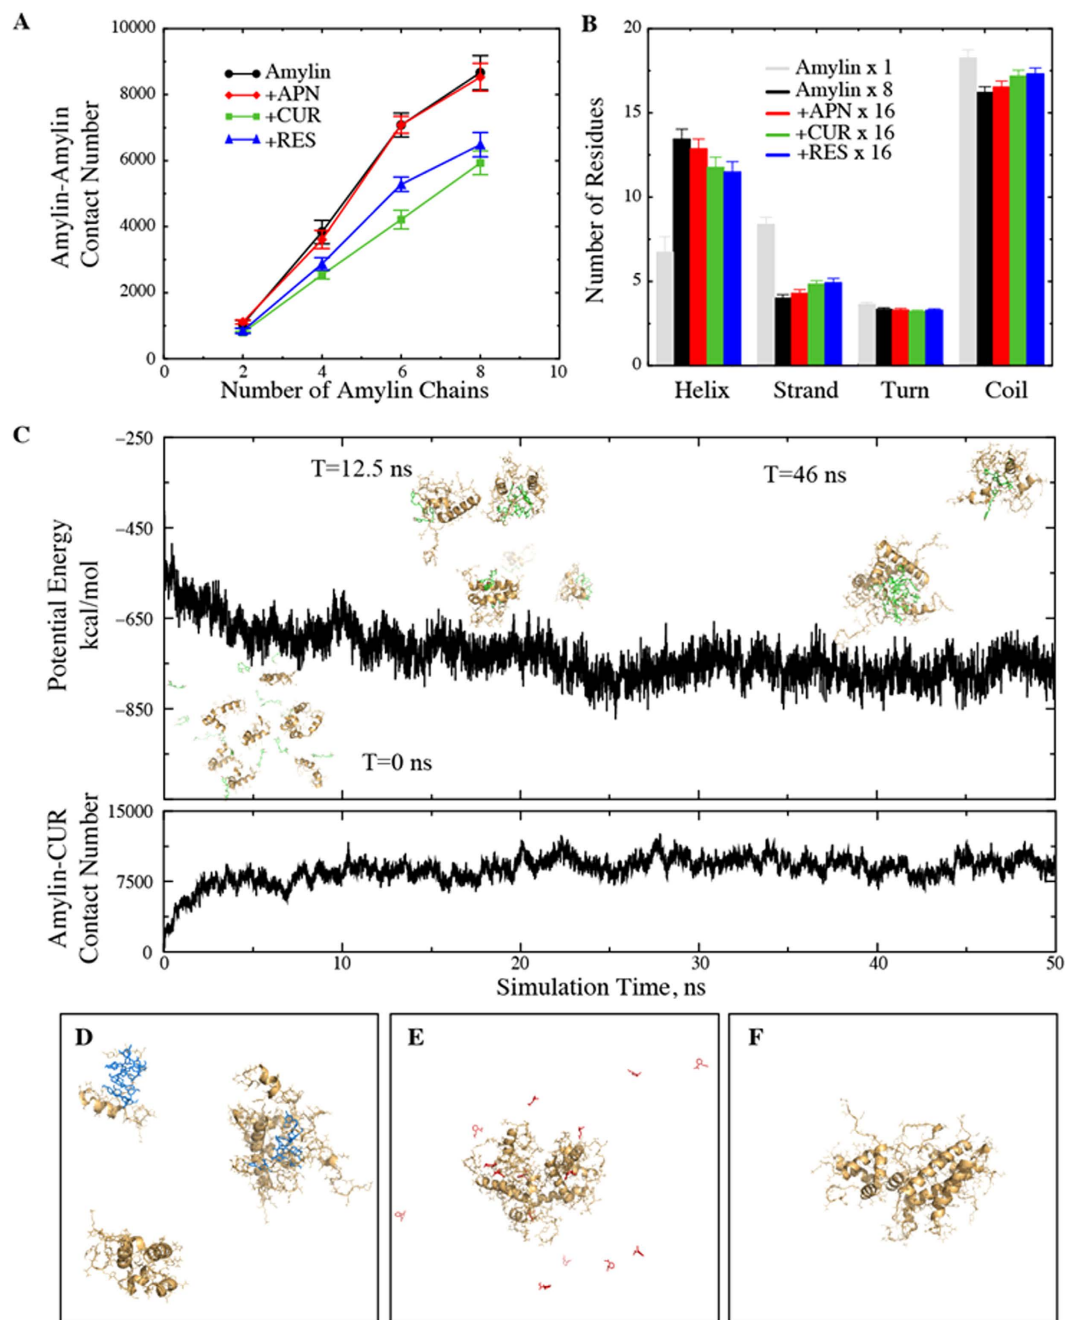 A
10000
8000
6000
4000
2000
0
Amylin-Amylin
Contact Number
Amylin
+APN
+CUR
+RES
0 2 4 6 8 10
Number of Amylin Chains
B
20
15
10
5
0
Number of Residues
Amylin x 1
Amylin x 8
+APN x 16
+CUR x 16
+RES x 16
Helix Strand Turn Coil
C
−250
−450
−650
−850
Potential Energy
kcal/mol
T=12.5 ns
T=46 ns
T=0 ns
15000
7500
0
Amylin-CUR
Contact Number
0 10 20 30 40 50
Simulation Time, ns
D
E
F